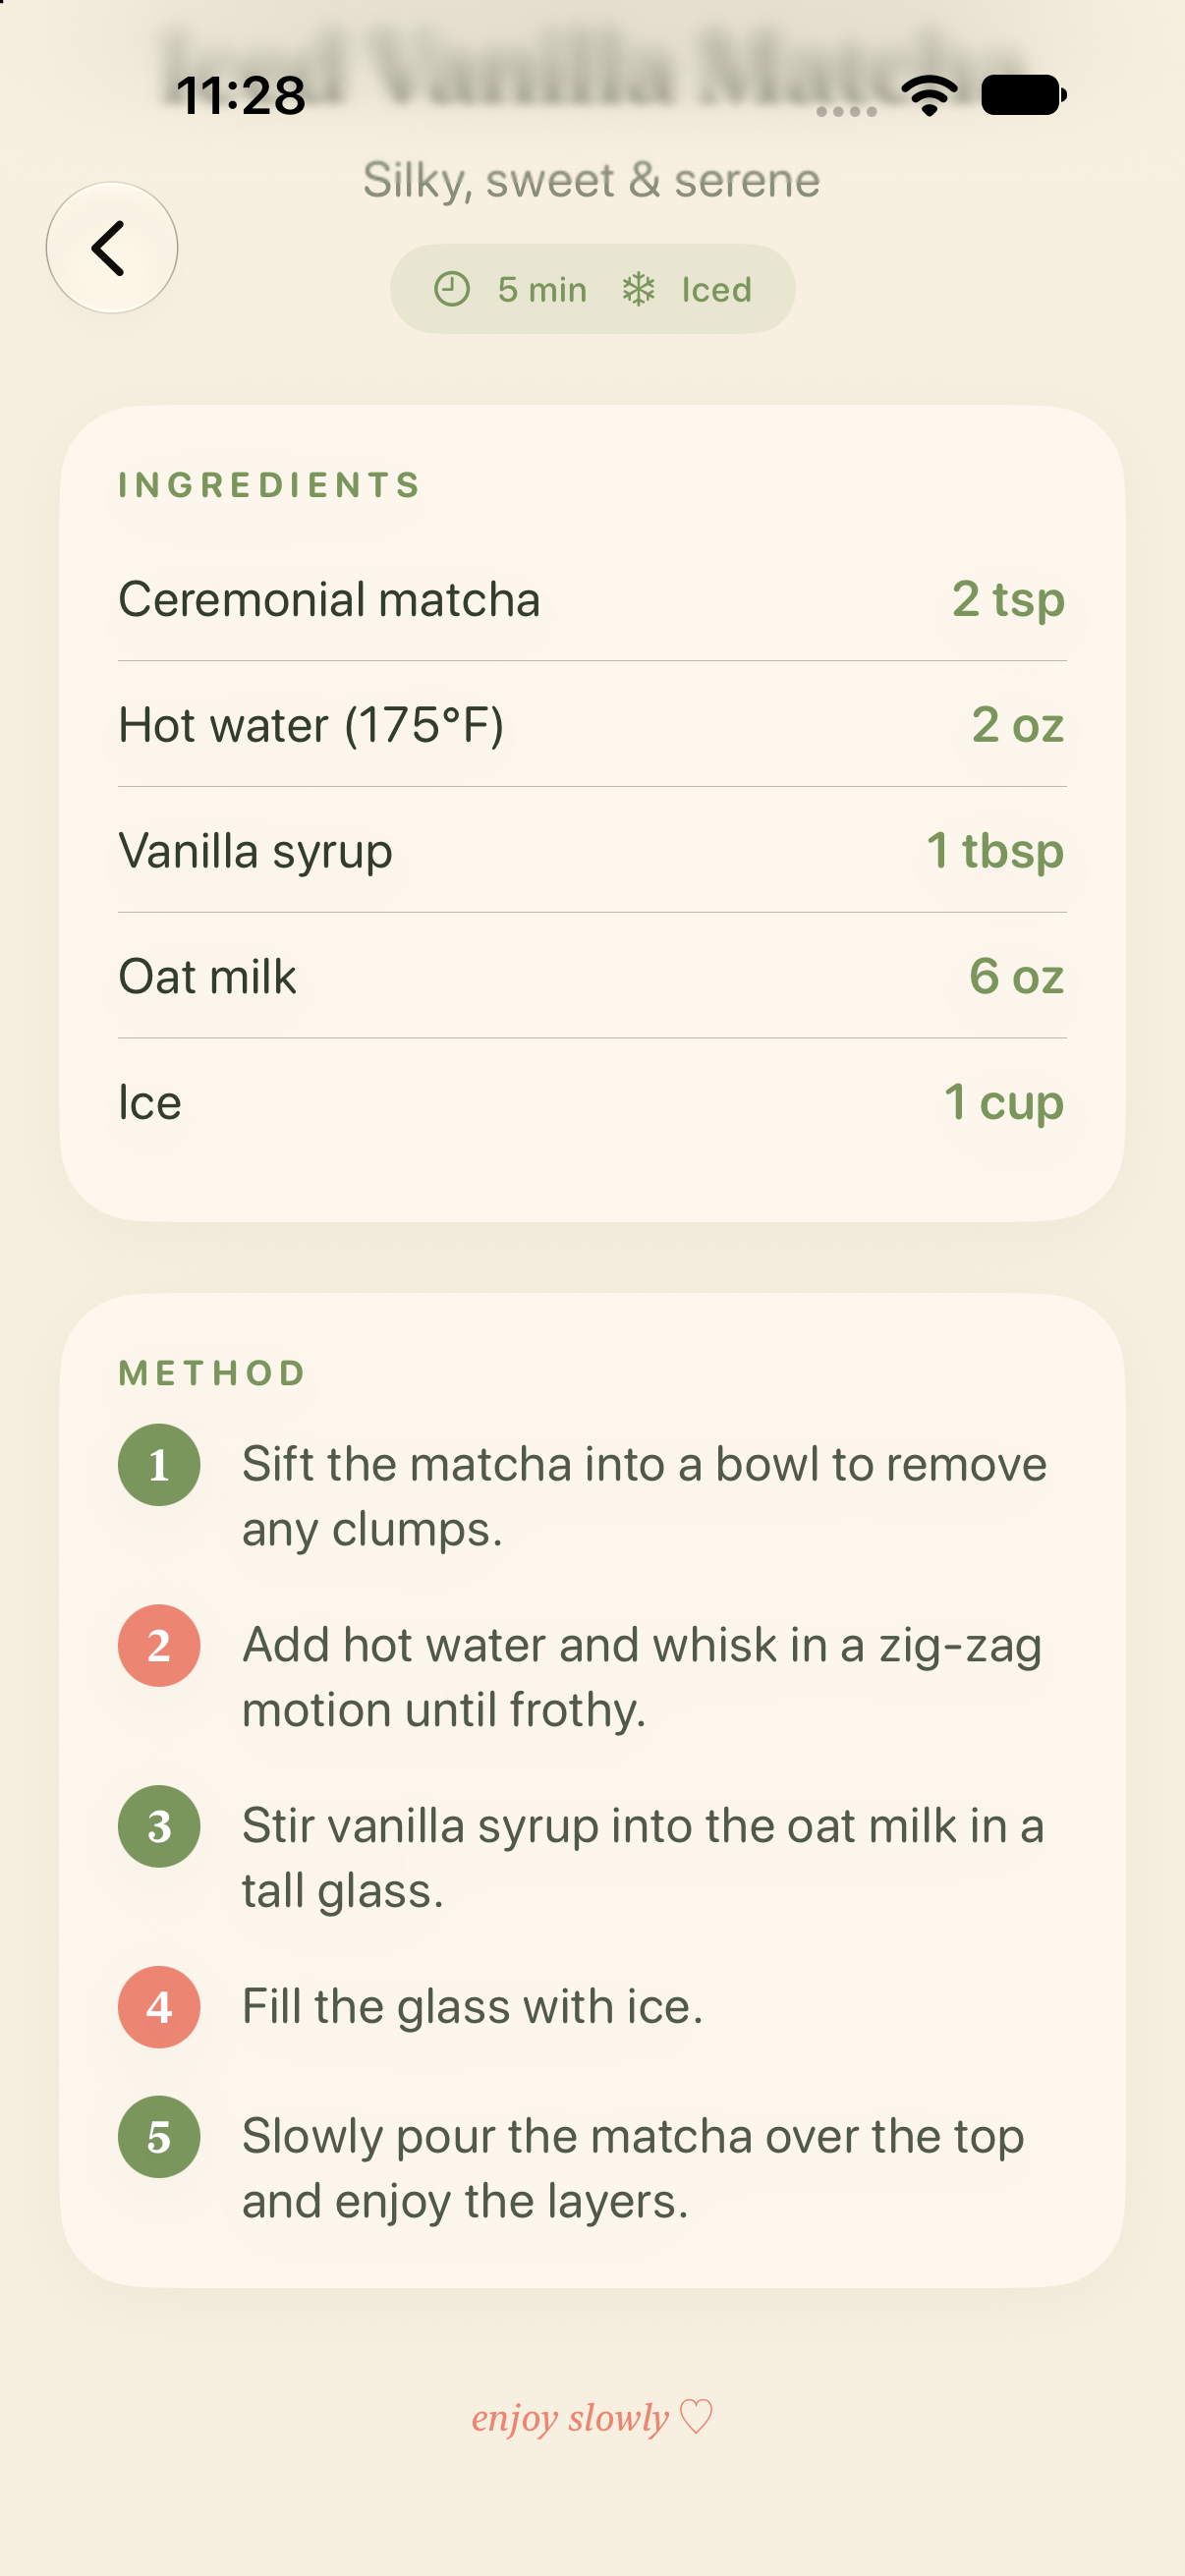 Iced Vanilla Matcha
11:28
Silky, sweet & serene
5 min Iced
INGREDIENTS
Ceremonial matcha 2 tsp
Hot water (175°F) 2 oz
Vanilla syrup 1 tbsp
Oat milk 6 oz
Ice 1 cup
METHOD
1 Sift the matcha into a bowl to remove
any clumps.
2 Add hot water and whisk in a zig-zag
motion until frothy.
3 Stir vanilla syrup into the oat milk in a
tall glass.
4 Fill the glass with ice.
5 Slowly pour the matcha over the top
and enjoy the layers.
enjoy slowly ♡